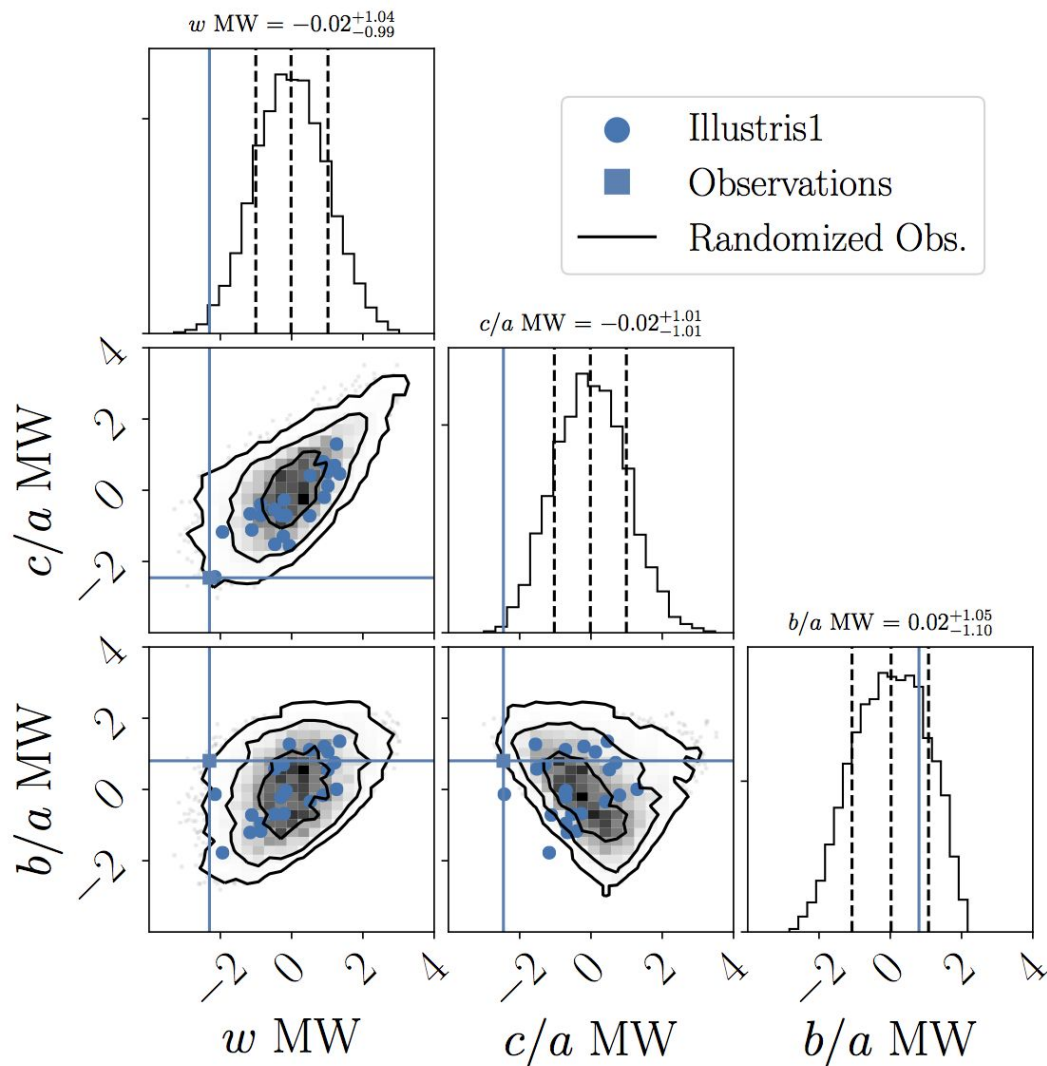 w MW = −0.02+1.04−0.99
Illustris1
Observations
Randomized Obs.
c/a MW = −0.02+1.01−1.01
4
2
0
−2
c/a MW
b/a MW = 0.02+1.05−1.10
4
2
0
−2
b/a MW
−2 0 2 4
−2 0 2 4
−2 0 2 4
w MW
c/a MW
b/a MW